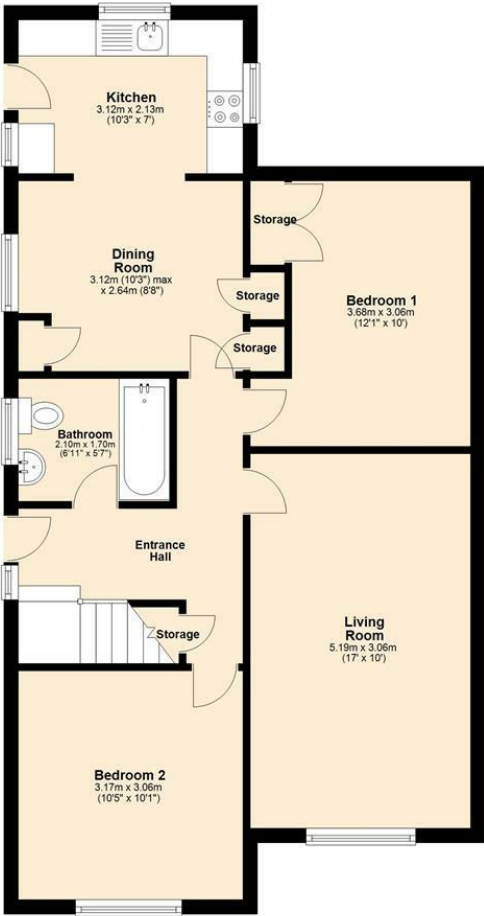 Kitchen
3.12m x 2.13m
(10'3" x 7')
Storage
Dining
Room
3.12m (10'3") max
x 2.64m (8'8")
Storage
Bedroom 1
3.68m x 3.06m
(12'1" x 10')
Storage
Bathroom
2.10m x 1.70m
(6'11" x 5'7")
Entrance
Hall
Storage
Living
Room
5.19m x 3.06m
(17' x 10')
Bedroom 2
3.17m x 3.06m
(10'5" x 10'1")